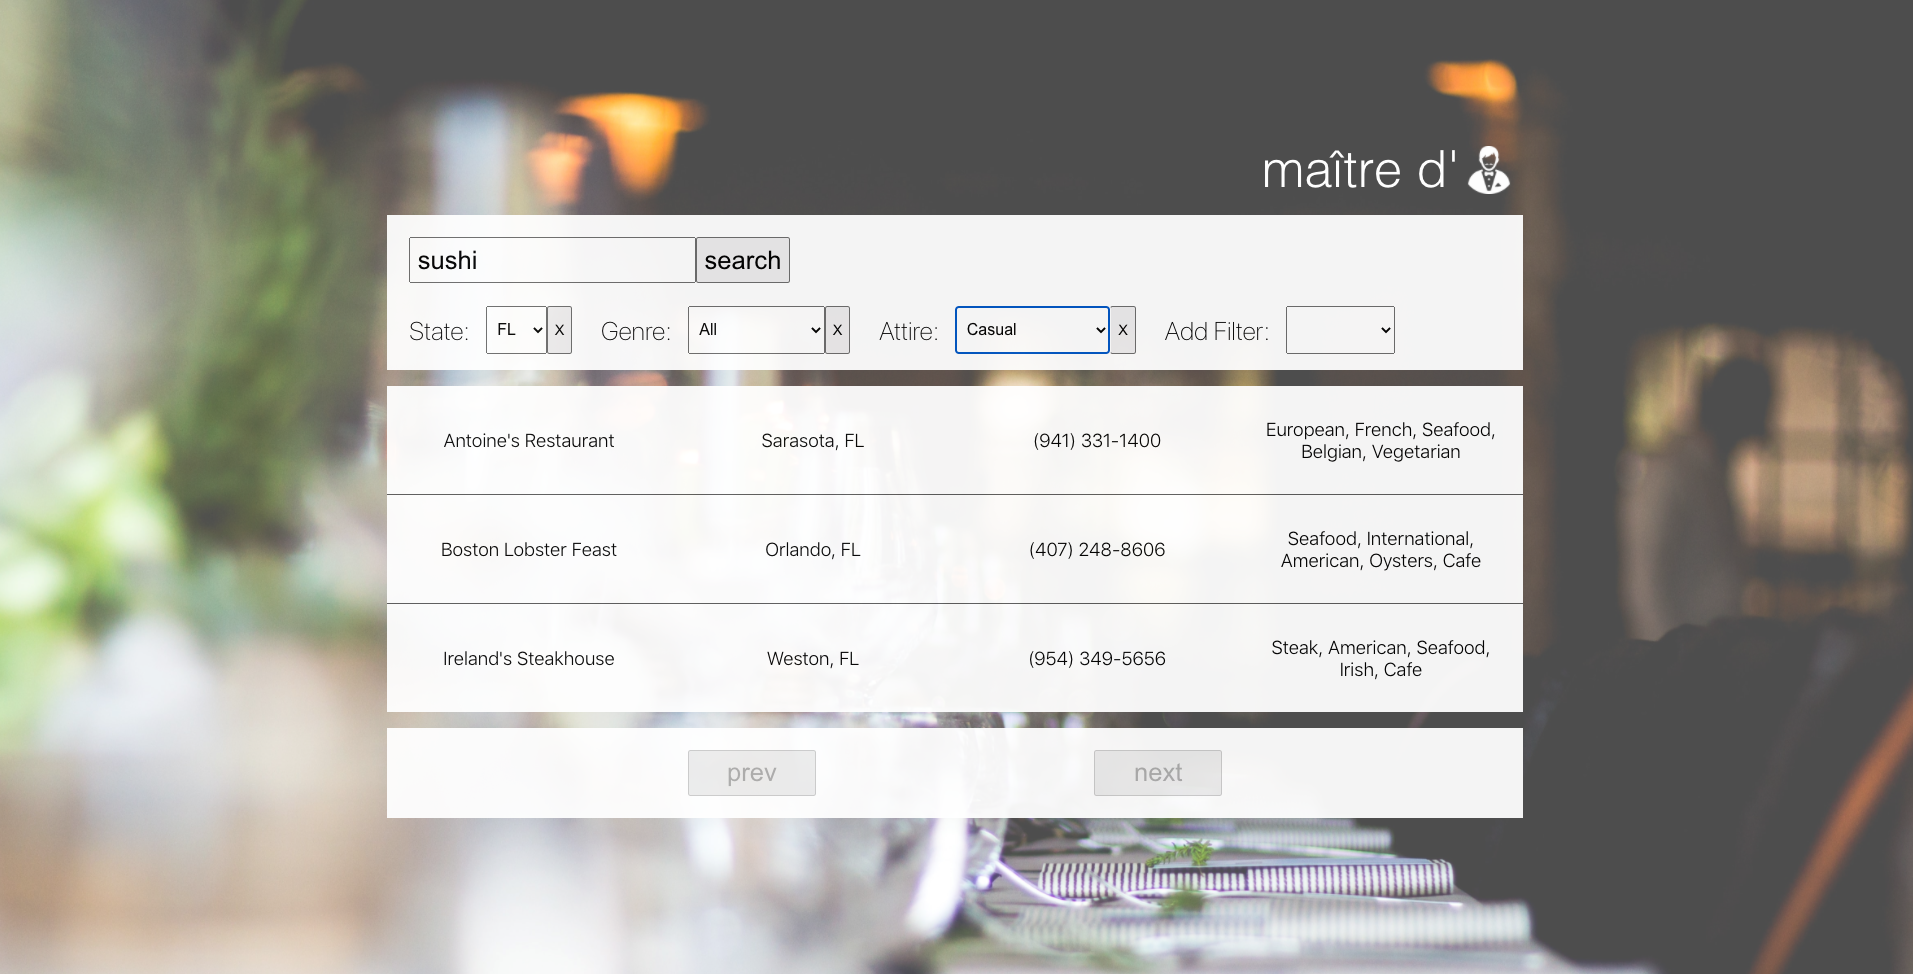 maître d'
sushi search
State: FL X Genre: All X Attire: Casual X Add Filter:
Antoine's Restaurant Sarasota, FL (941) 331-1400 European, French, Seafood,
Belgian, Vegetarian
Boston Lobster Feast Orlando, FL (407) 248-8606 Seafood, International,
American, Oysters, Cafe
Ireland's Steakhouse Weston, FL (954) 349-5656 Steak, American, Seafood,
Irish, Cafe
prev next